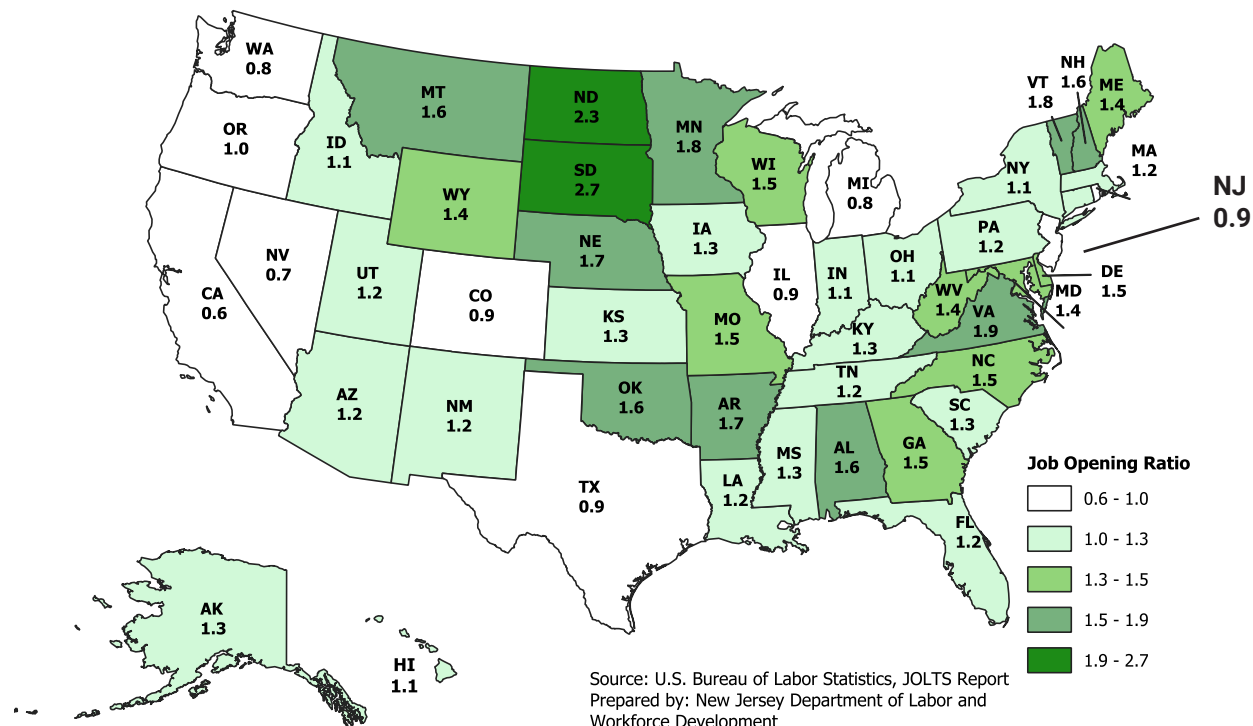 WA
0.8
OR
1.0
CA
0.6
NV
0.7
ID
1.1
MT
1.6
WY
1.4
UT
1.2
AZ
1.2
CO
0.9
NM
1.2
ND
2.3
SD
2.7
NE
1.7
KS
1.3
OK
1.6
TX
0.9
MN
1.8
IA
1.3
MO
1.5
AR
1.7
LA
1.2
WI
1.5
IL
0.9
MI
0.8
IN
1.1
OH
1.1
KY
1.3
TN
1.2
MS
1.3
AL
1.6
GA
1.5
FL
1.2
SC
1.3
NC
1.5
VA
1.9
WV
1.4
PA
1.2
NY
1.1
VT
1.8
NH
1.6
ME
1.4
MA
1.2
NJ
0.9
DE
1.5
MD
1.4
AK
1.3
HI
1.1
Job Opening Ratio
0.6 - 1.0
1.0 - 1.3
1.3 - 1.5
1.5 - 1.9
1.9 - 2.7
Source: U.S. Bureau of Labor Statistics, JOLTS Report
Prepared by: New Jersey Department of Labor and
Workforce Development